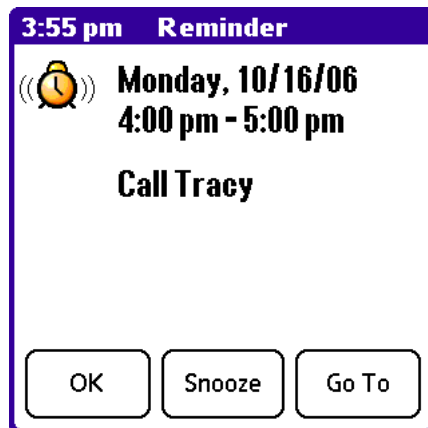 3:55 pm Reminder
Monday, 10/16/06
4:00 pm - 5:00 pm
Call Tracy
OK Snooze Go To